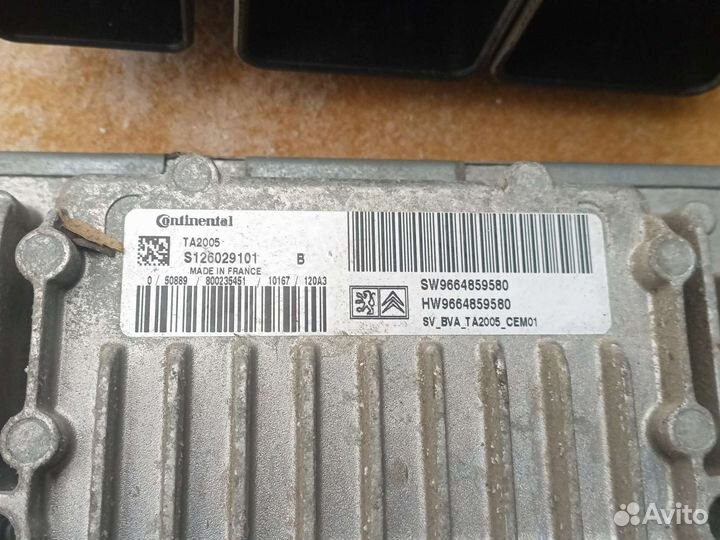 Continental
TA2005
S126029101 B
MADE IN FRANCE
0 / 50889 / 800235451 / 10167 / 120A3
SW9664859580
HW9664859580
SV_BVA_TA2005_CEM01
Avito